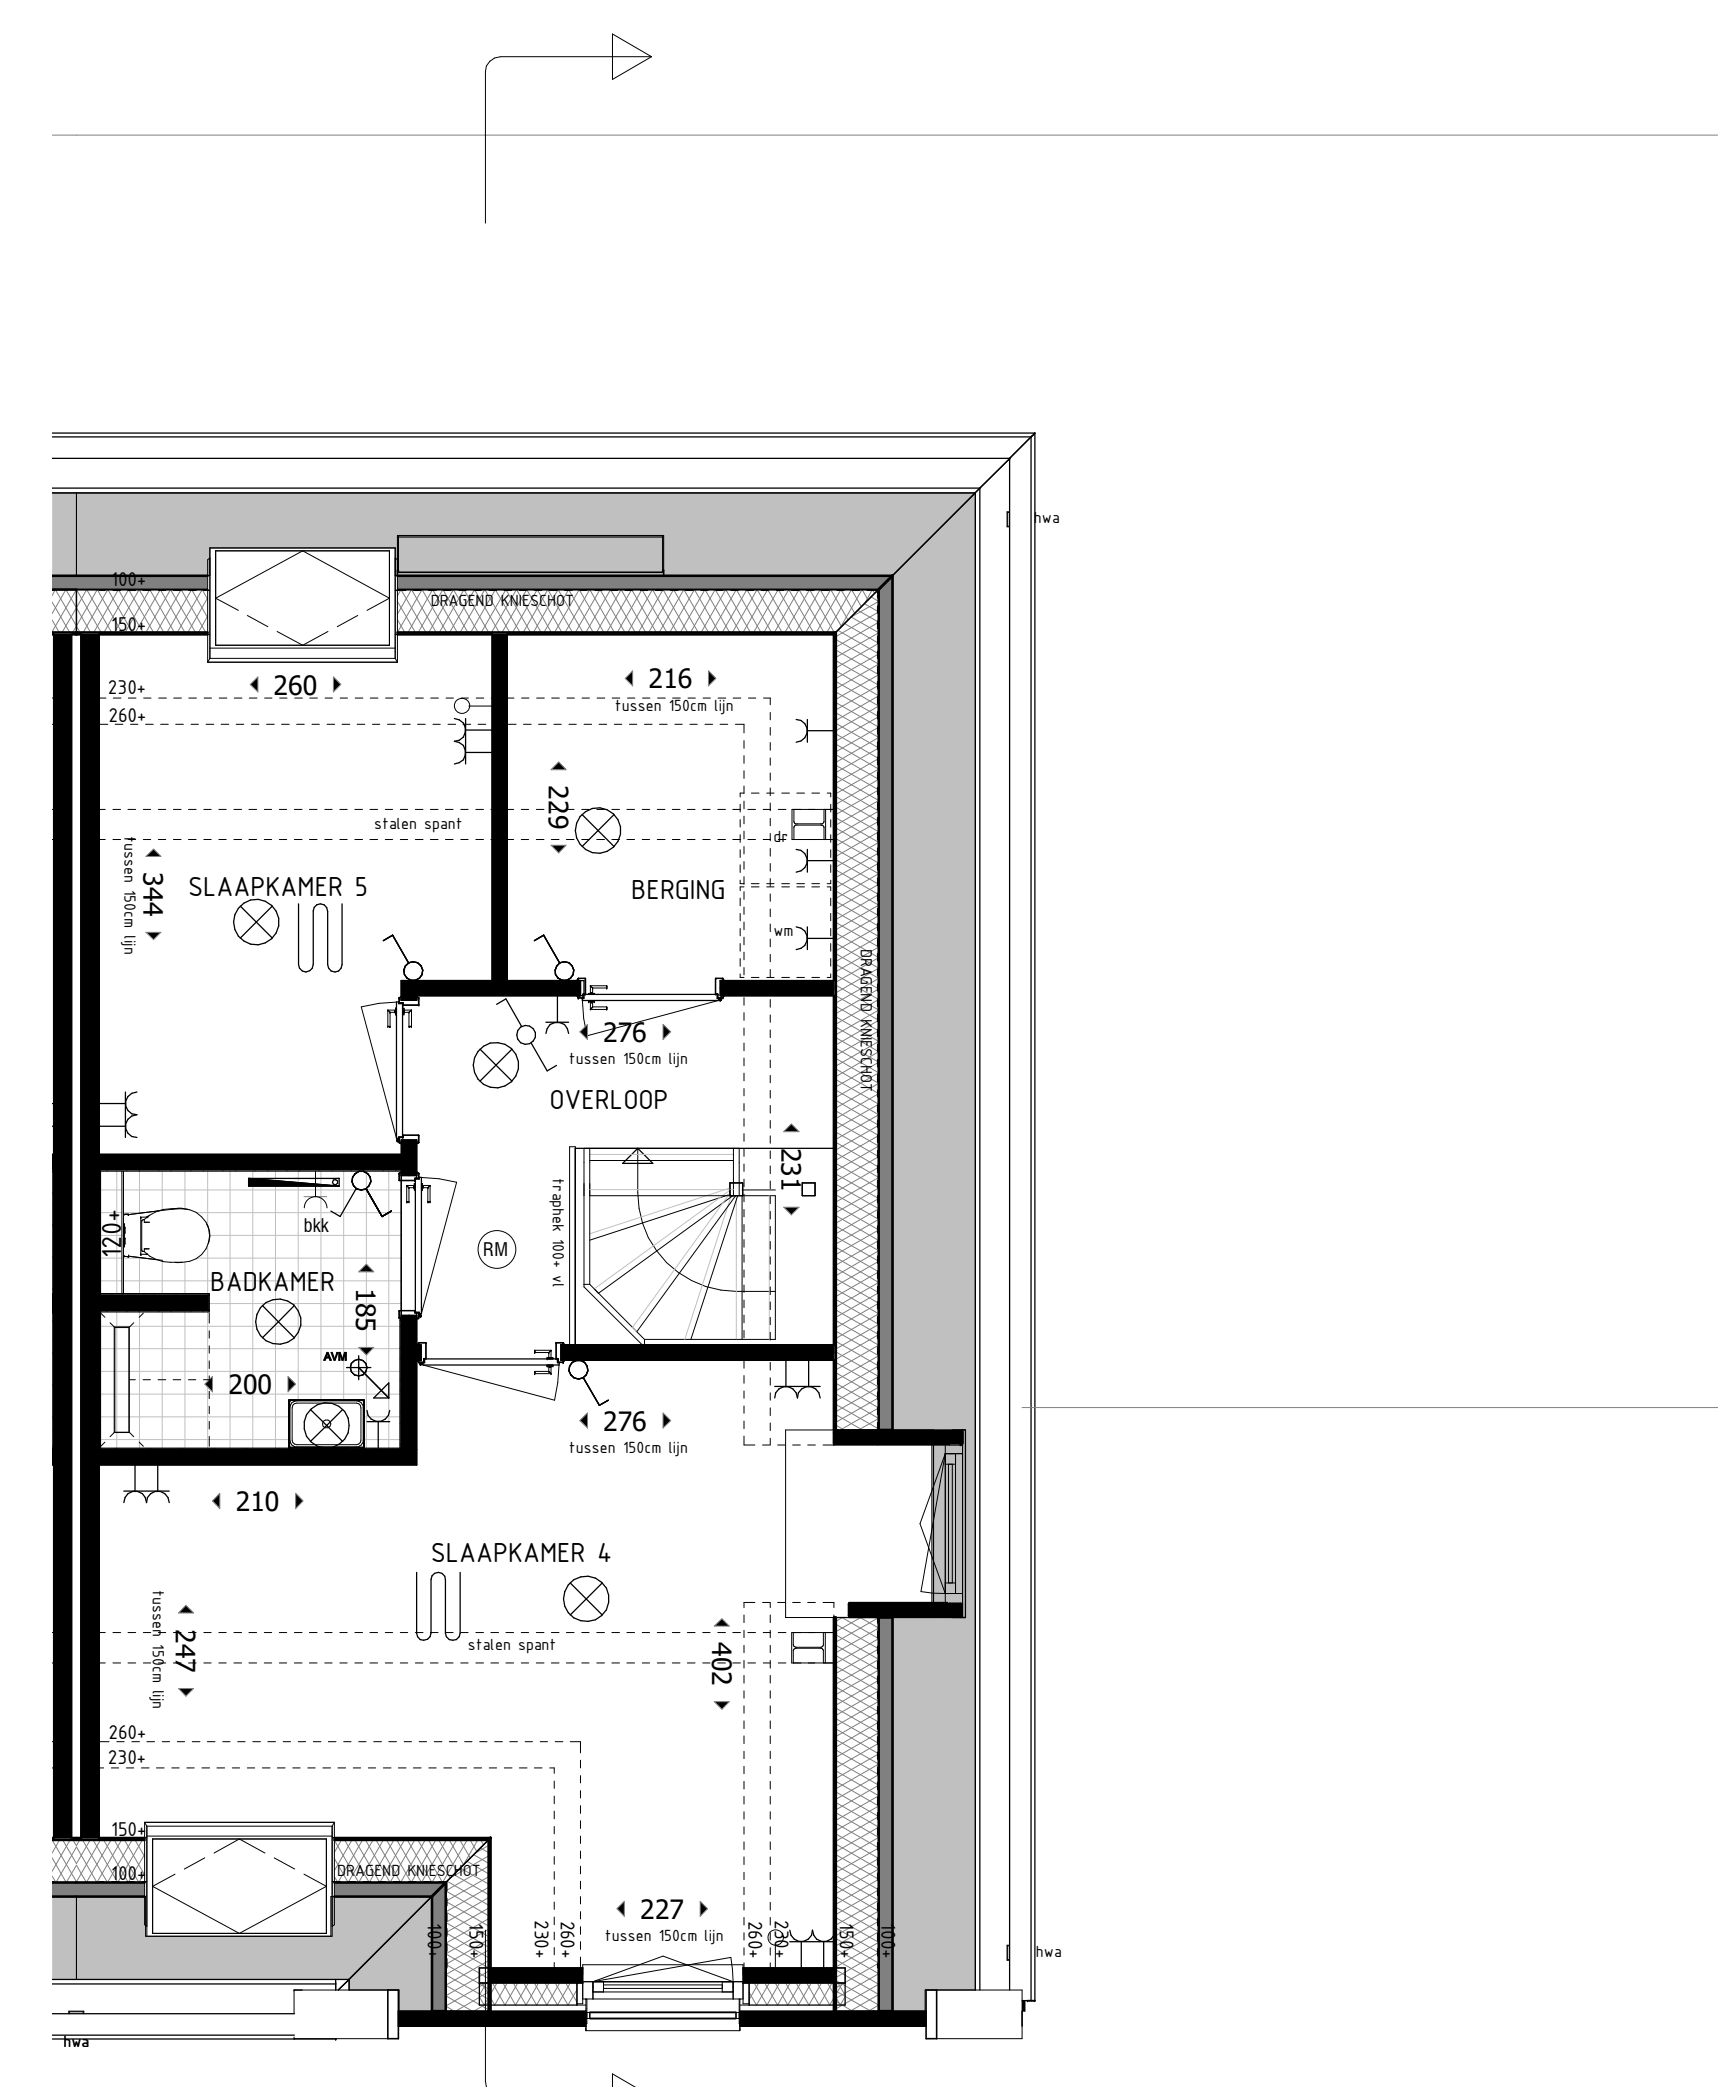 hwa
100+
DRAGEND KNIESCHOT
150+
260
216
230+
tussen 150cm lijn
260+
229
stalen spant
dr
tussen 150cm lijn
344
SLAAPKAMER 5
BERGING
wm
DRAGEND KNIESCHOT
276
tussen 150cm lijn
OVERLOOP
231
traphek 100+ vl
120+
bkk
RM
BADKAMER
185
AVM
200
276
tussen 150cm lijn
210
SLAAPKAMER 4
tussen 150cm lijn
247
stalen spant
402
260+
230+
150+
100+
DRAGEND KNIESCHOT
227
tussen 150cm lijn
100+
150+
230+
260+
260+
230+
150+
100+
hwa
hwa